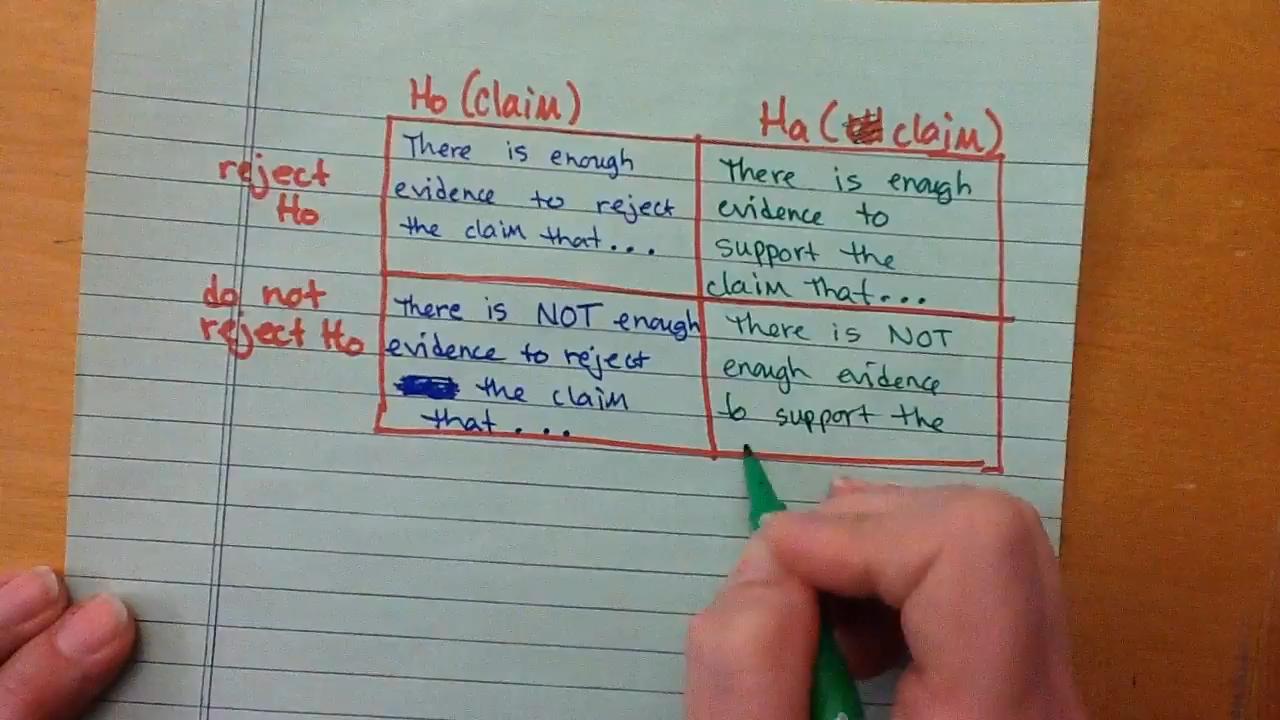 Ho (claim)
Ha ( claim)
reject
Ho
There is enough
evidence to reject
the claim that...
There is enough
evidence to
support the
claim that...
do not
reject Ho
There is NOT enough
evidence to reject
the claim
that...
There is NOT
enough evidence
to support the